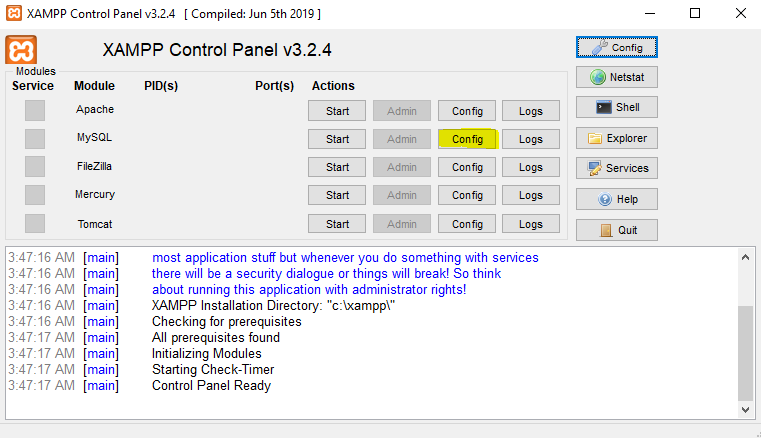 XAMPP Control Panel v3.2.4 [ Compiled: Jun 5th 2019 ]
XAMPP Control Panel v3.2.4
Config
Modules
Service Module PID(s) Port(s) Actions
Netstat
Apache Start Admin Config Logs
Shell
MySQL Start Admin Config Logs
Explorer
FileZilla Start Admin Config Logs
Services
Mercury Start Admin Config Logs
Help
Tomcat Start Admin Config Logs
Quit
3:47:16 AM [main] most application stuff but whenever you do something with services
3:47:16 AM [main] there will be a security dialogue or things will break! So think
3:47:16 AM [main] about running this application with administrator rights!
3:47:16 AM [main] XAMPP Installation Directory: "c:\xampp\"
3:47:16 AM [main] Checking for prerequisites
3:47:17 AM [main] All prerequisites found
3:47:17 AM [main] Initializing Modules
3:47:17 AM [main] Starting Check-Timer
3:47:17 AM [main] Control Panel Ready